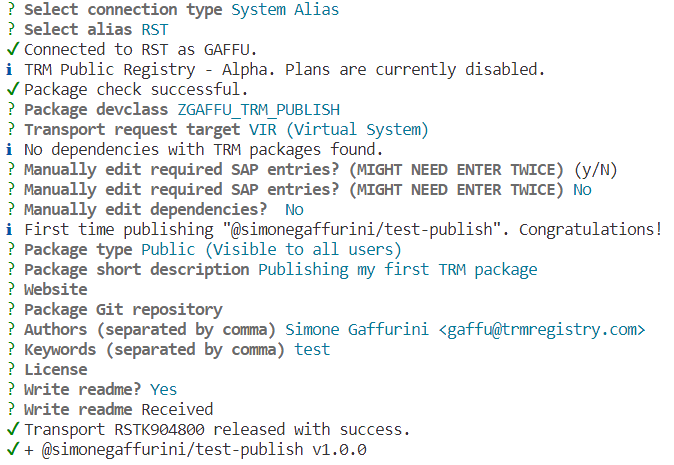 ? Select connection type System Alias
? Select alias RST
✓ Connected to RST as GAFFU.
i TRM Public Registry - Alpha. Plans are currently disabled.
✓ Package check successful.
? Package devclass ZGAFFU_TRM_PUBLISH
? Transport request target VIR (Virtual System)
i No dependencies with TRM packages found.
? Manually edit required SAP entries? (MIGHT NEED ENTER TWICE) (y/N)
? Manually edit required SAP entries? (MIGHT NEED ENTER TWICE) No
? Manually edit dependencies?  No
i First time publishing "@simonegaffurini/test-publish". Congratulations!
? Package type Public (Visible to all users)
? Package short description Publishing my first TRM package
? Website
? Package Git repository
? Authors (separated by comma) Simone Gaffurini <gaffu@trmregistry.com>
? Keywords (separated by comma) test
? License
? Write readme? Yes
? Write readme Received
✓ Transport RSTK904800 released with success.
✓ + @simonegaffurini/test-publish v1.0.0